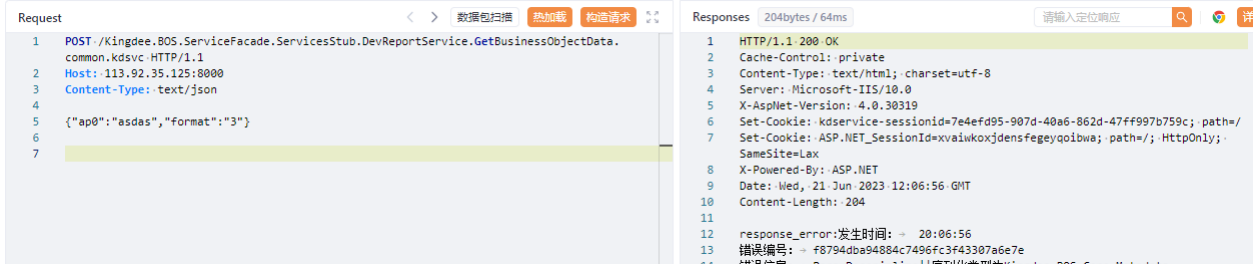 Request
数据包扫描
热加载
构造请求
1 POST /Kingdee.BOS.ServiceFacade.ServicesStub.DevReportService.GetBusinessObjectData.
common.kdsvc HTTP/1.1
2 Host: 113.92.35.125:8000
3 Content-Type: text/json
4
5 {"ap0":"asdas","format":"3"}
6
7
Responses 204bytes / 64ms
请输入定位响应
详
1 HTTP/1.1 200 OK
2 Cache-Control: private
3 Content-Type: text/html; charset=utf-8
4 Server: Microsoft-IIS/10.0
5 X-AspNet-Version: 4.0.30319
6 Set-Cookie: kdservice-sessionid=7e4efd95-907d-40a6-862d-47ff997b759c; path=/
7 Set-Cookie: ASP.NET_SessionId=xvaiwkoxjdensfegeyqoibwa; path=/; HttpOnly;
SameSite=Lax
8 X-Powered-By: ASP.NET
9 Date: Wed, 21 Jun 2023 12:06:56 GMT
10 Content-Length: 204
11
12 response_error:发生时间： → 20:06:56
13 错误编号： → f8794dba94884c7496fc3f43307a6e7e